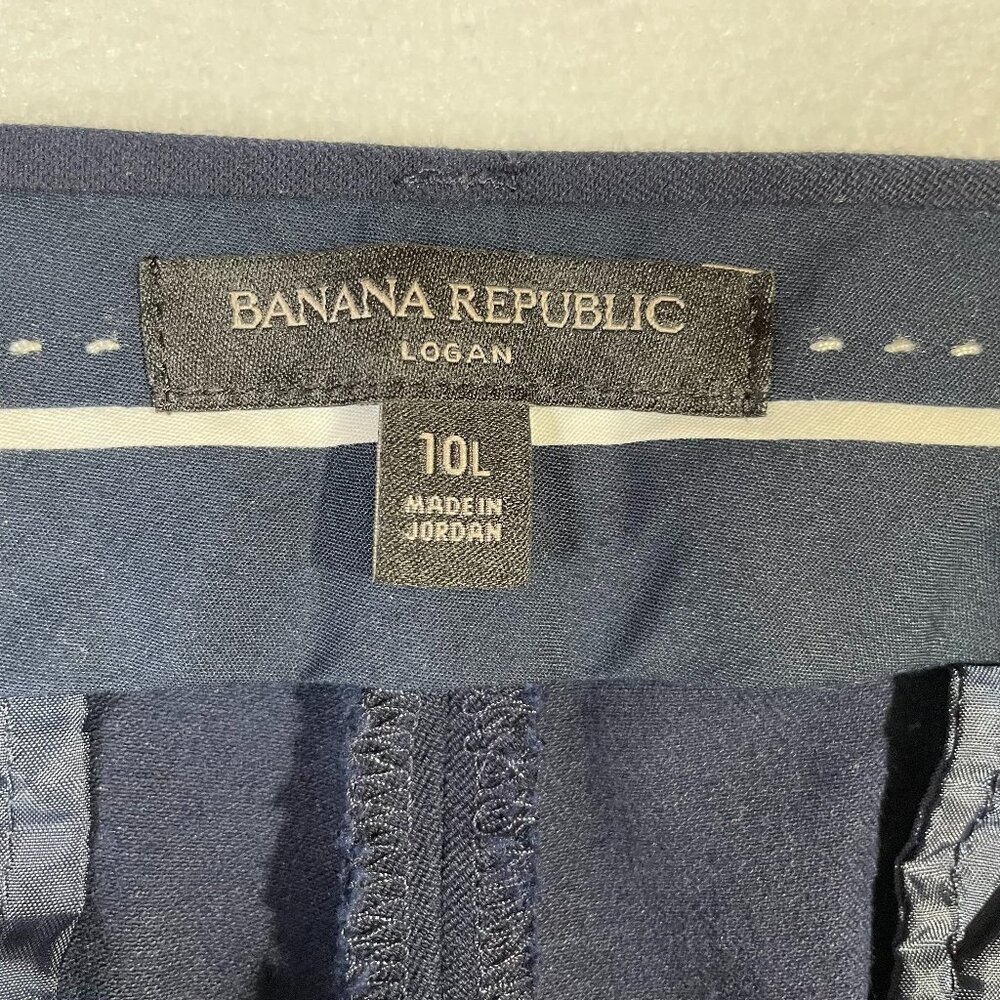 BANANA REPUBLIC
LOGAN
10L
MADE IN
JORDAN